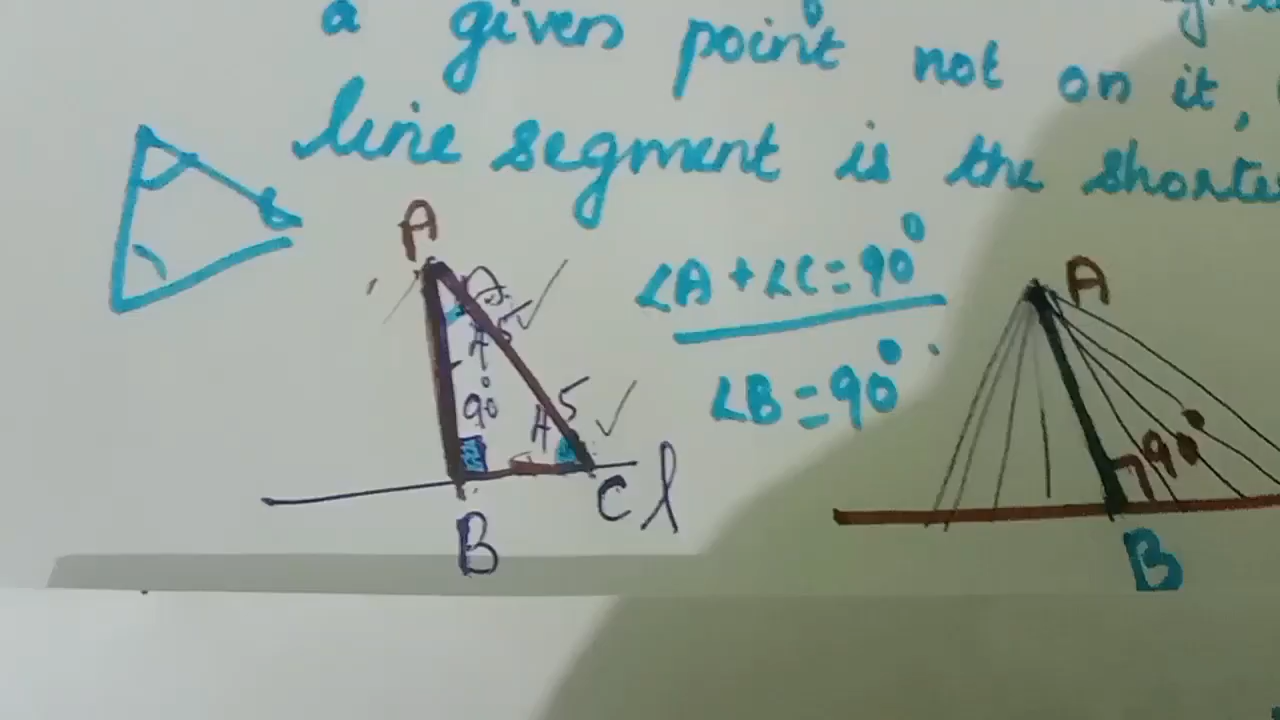 a given point not on it,
line segment is the shorte
∠A + ∠C = 90°
∠B = 90°
A
45
90°
45
B
C l
A
90°
B